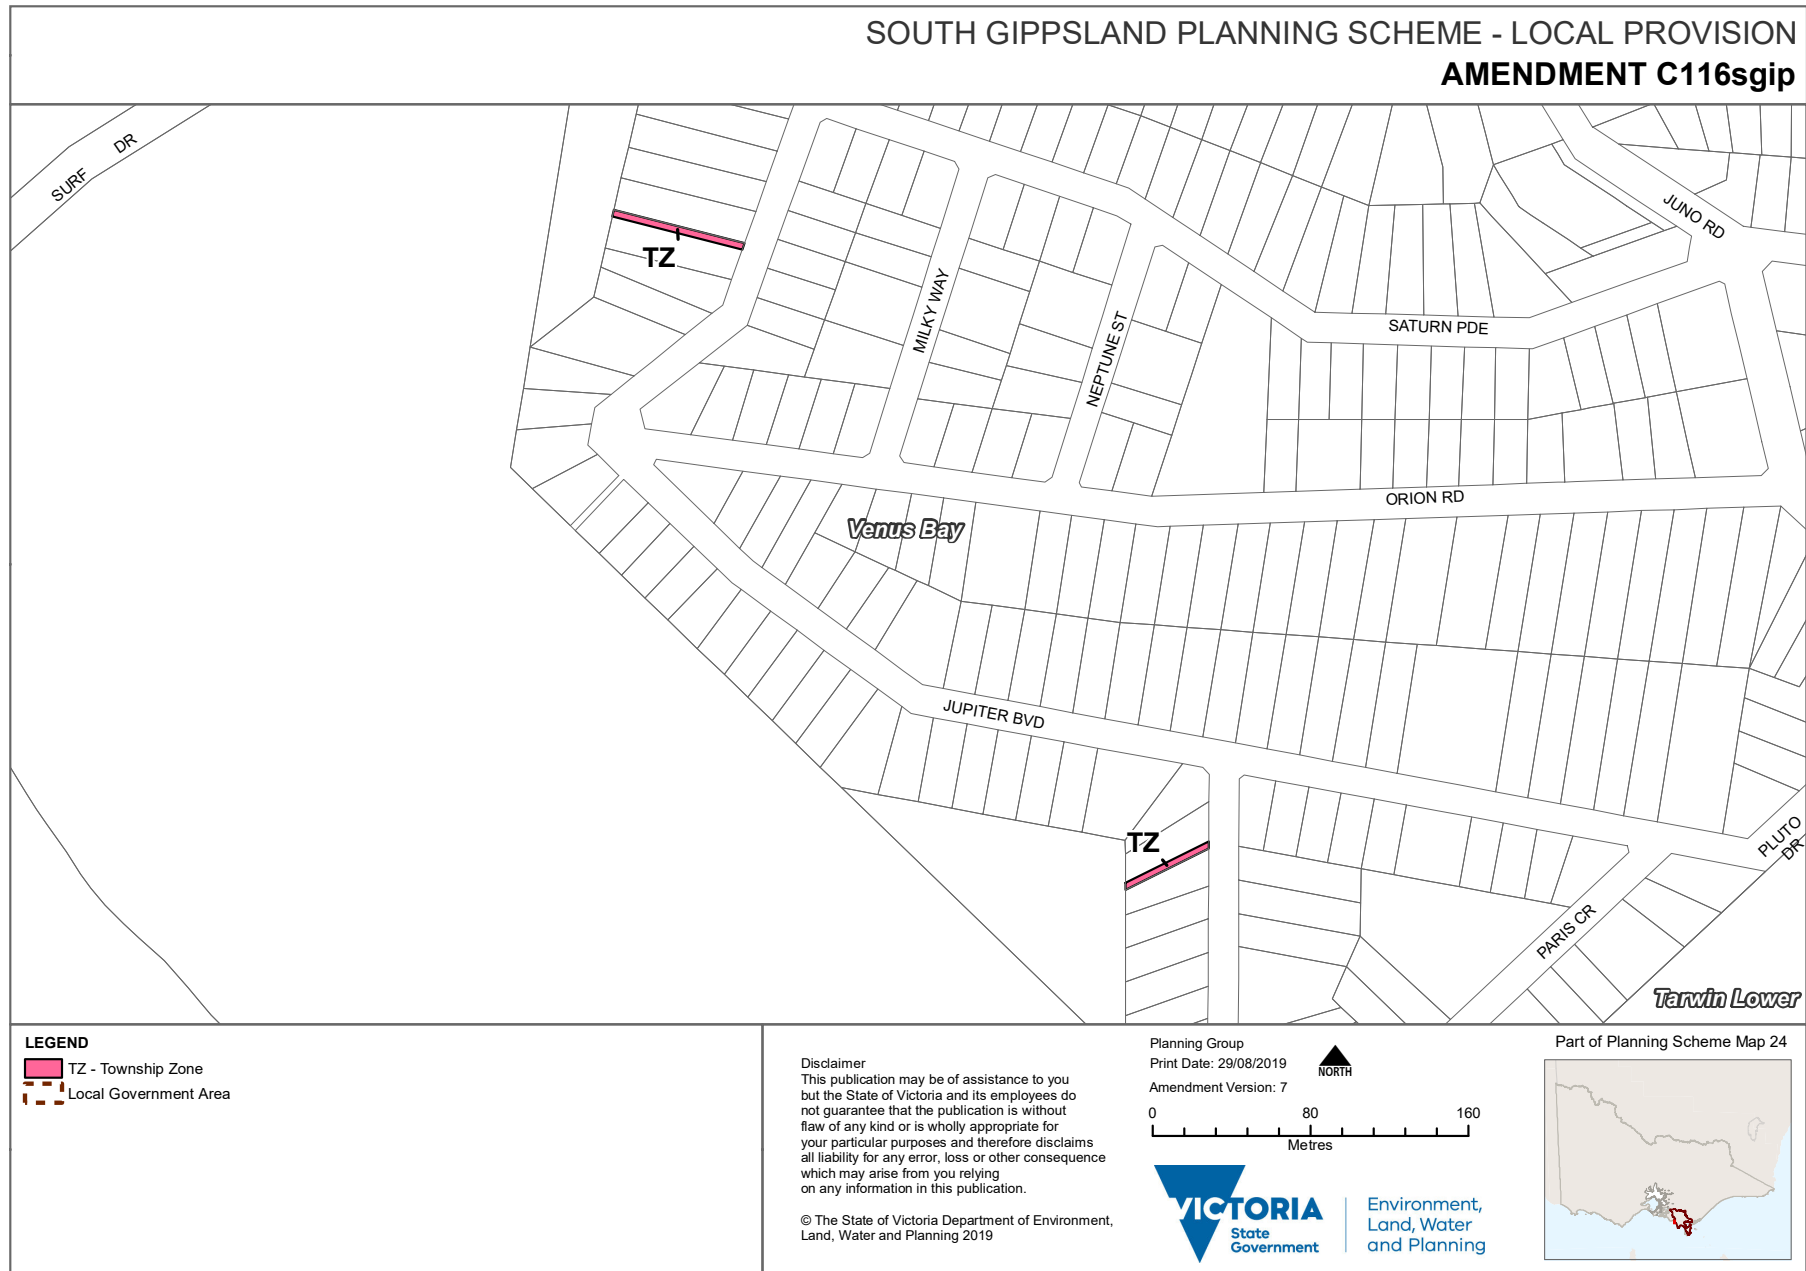 SOUTH GIPPSLAND PLANNING SCHEME - LOCAL PROVISION
AMENDMENT C116sgip
SURF DR
JUNO RD
TZ
MILKY WAY
NEPTUNE ST
SATURN PDE
ORION RD
Venus Bay
JUPITER BVD
TZ
PLUTO DR
PARIS CR
Tarwin Lower
LEGEND
TZ - Township Zone
Local Government Area
Disclaimer
This publication may be of assistance to you
but the State of Victoria and its employees do
not guarantee that the publication is without
flaw of any kind or is wholly appropriate for
your particular purposes and therefore disclaims
all liability for any error, loss or other consequence
which may arise from you relying
on any information in this publication.
© The State of Victoria Department of Environment,
Land, Water and Planning 2019
Planning Group
Print Date: 29/08/2019
Amendment Version: 7
NORTH
0 80 160
Metres
VICTORIA
State
Government
Environment,
Land, Water
and Planning
Part of Planning Scheme Map 24